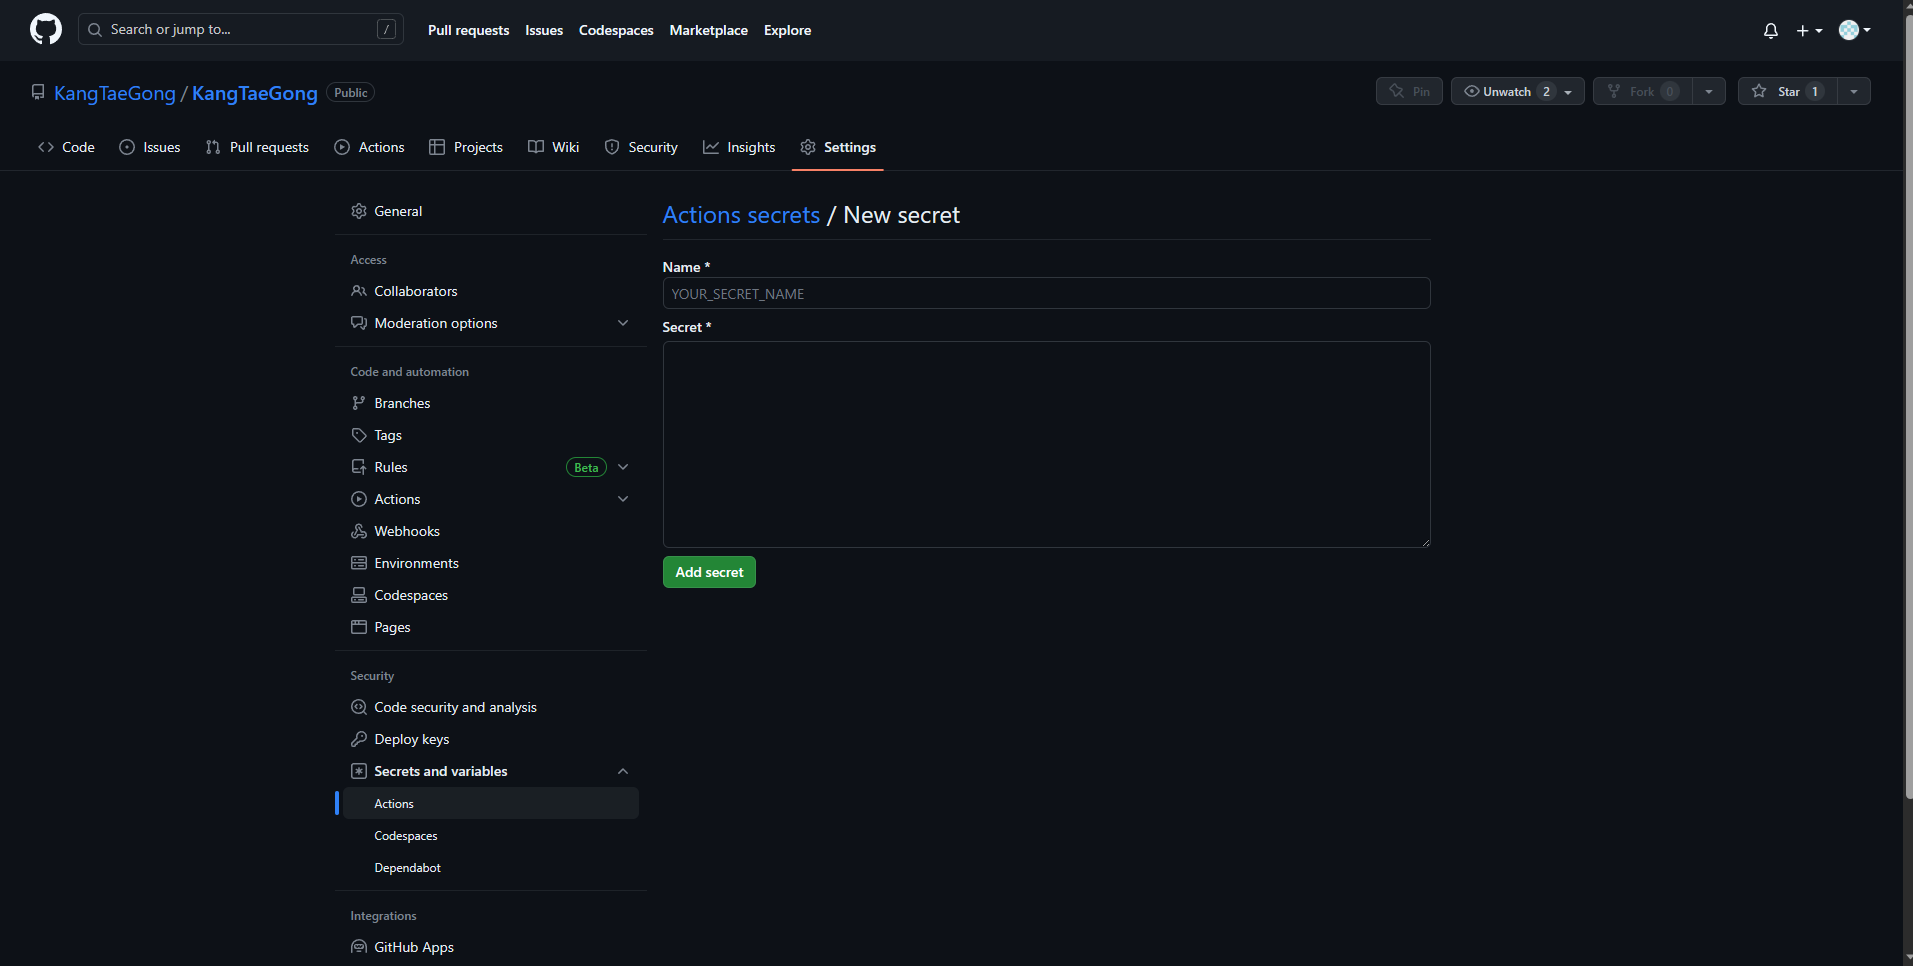 Search or jump to... /
Pull requests Issues Codespaces Marketplace Explore
KangTaeGong / KangTaeGong Public
Pin Unwatch 2 Fork 0 Star 1
Code Issues Pull requests Actions Projects Wiki Security Insights Settings
General
Access
Collaborators
Moderation options
Code and automation
Branches
Tags
Rules Beta
Actions
Webhooks
Environments
Codespaces
Pages
Security
Code security and analysis
Deploy keys
Secrets and variables
Actions
Codespaces
Dependabot
Integrations
GitHub Apps
Actions secrets / New secret
Name *
YOUR_SECRET_NAME
Secret *
Add secret